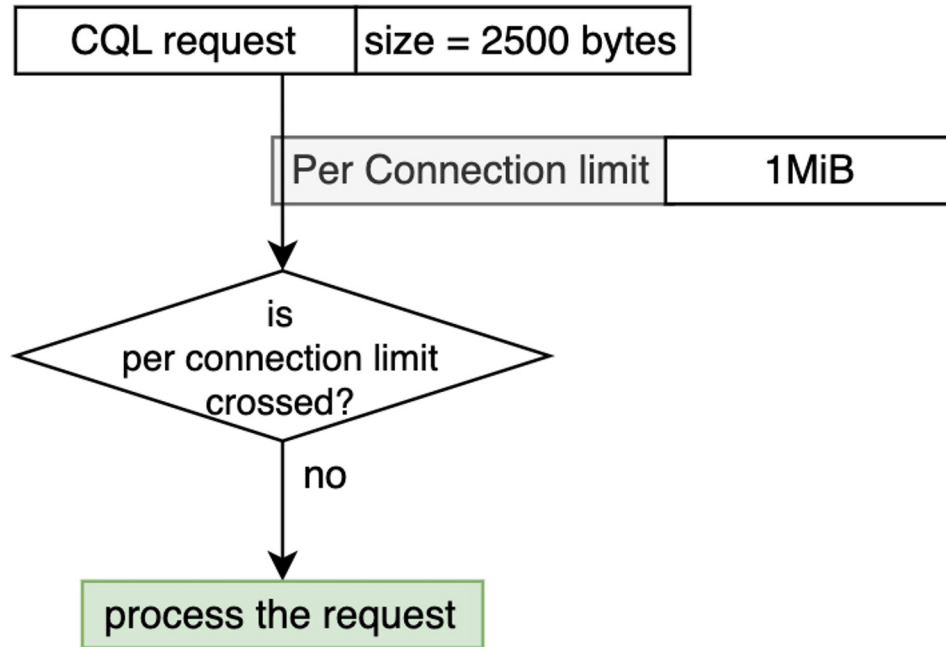 CQL request size = 2500 bytes
Per Connection limit 1MiB
is
per connection limit
crossed?
no
process the request